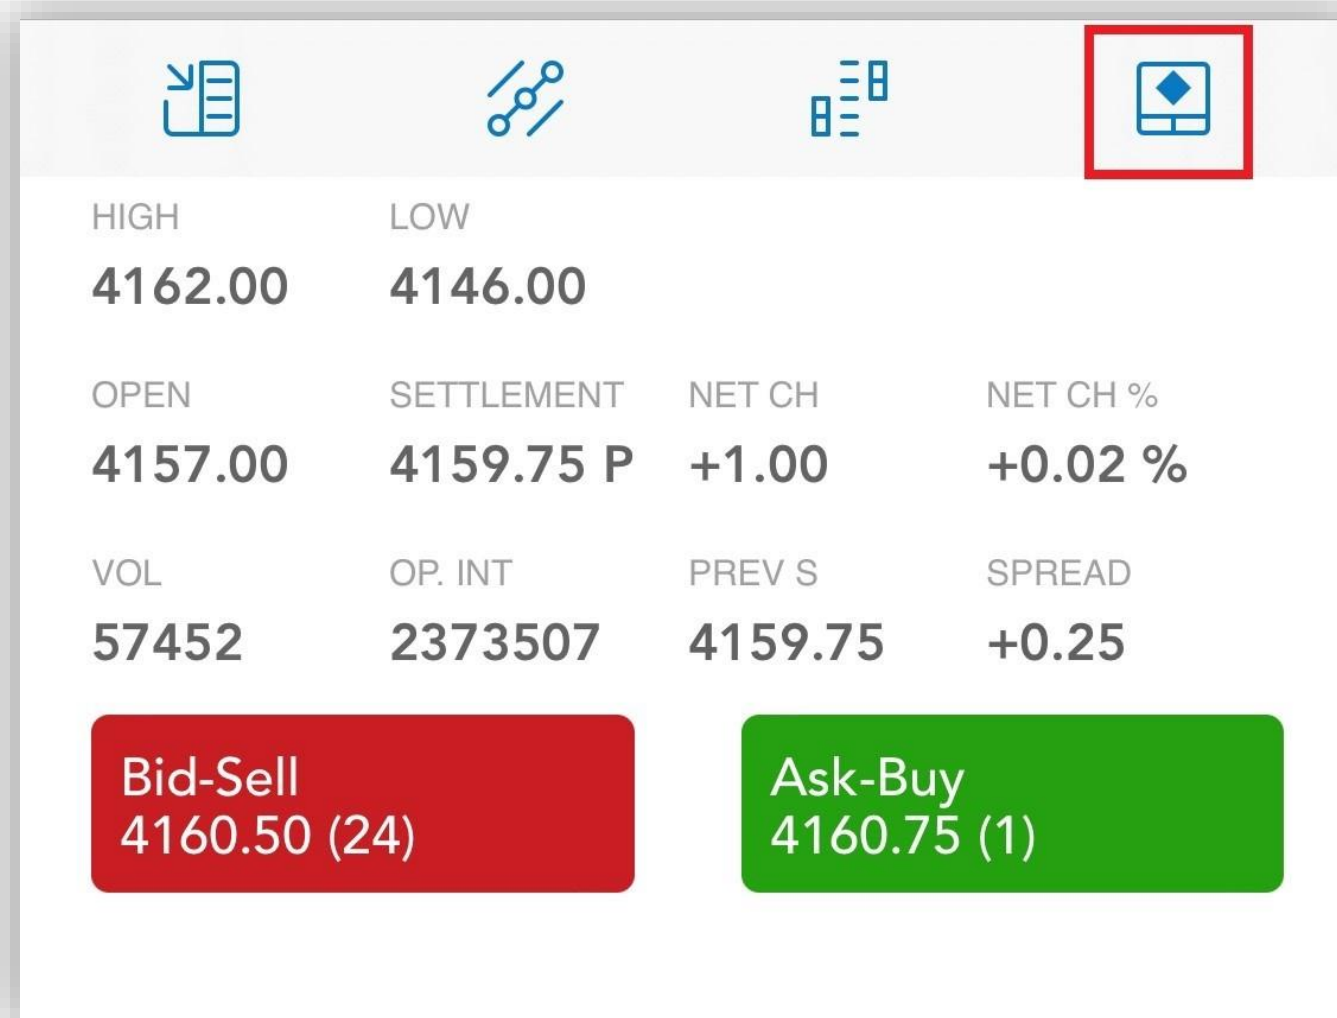 HIGH LOW
4162.00 4146.00
OPEN SETTLEMENT NET CH NET CH %
4157.00 4159.75 P +1.00 +0.02 %
VOL OP. INT PREV S SPREAD
57452 2373507 4159.75 +0.25
Bid-Sell Ask-Buy
4160.50 (24) 4160.75 (1)